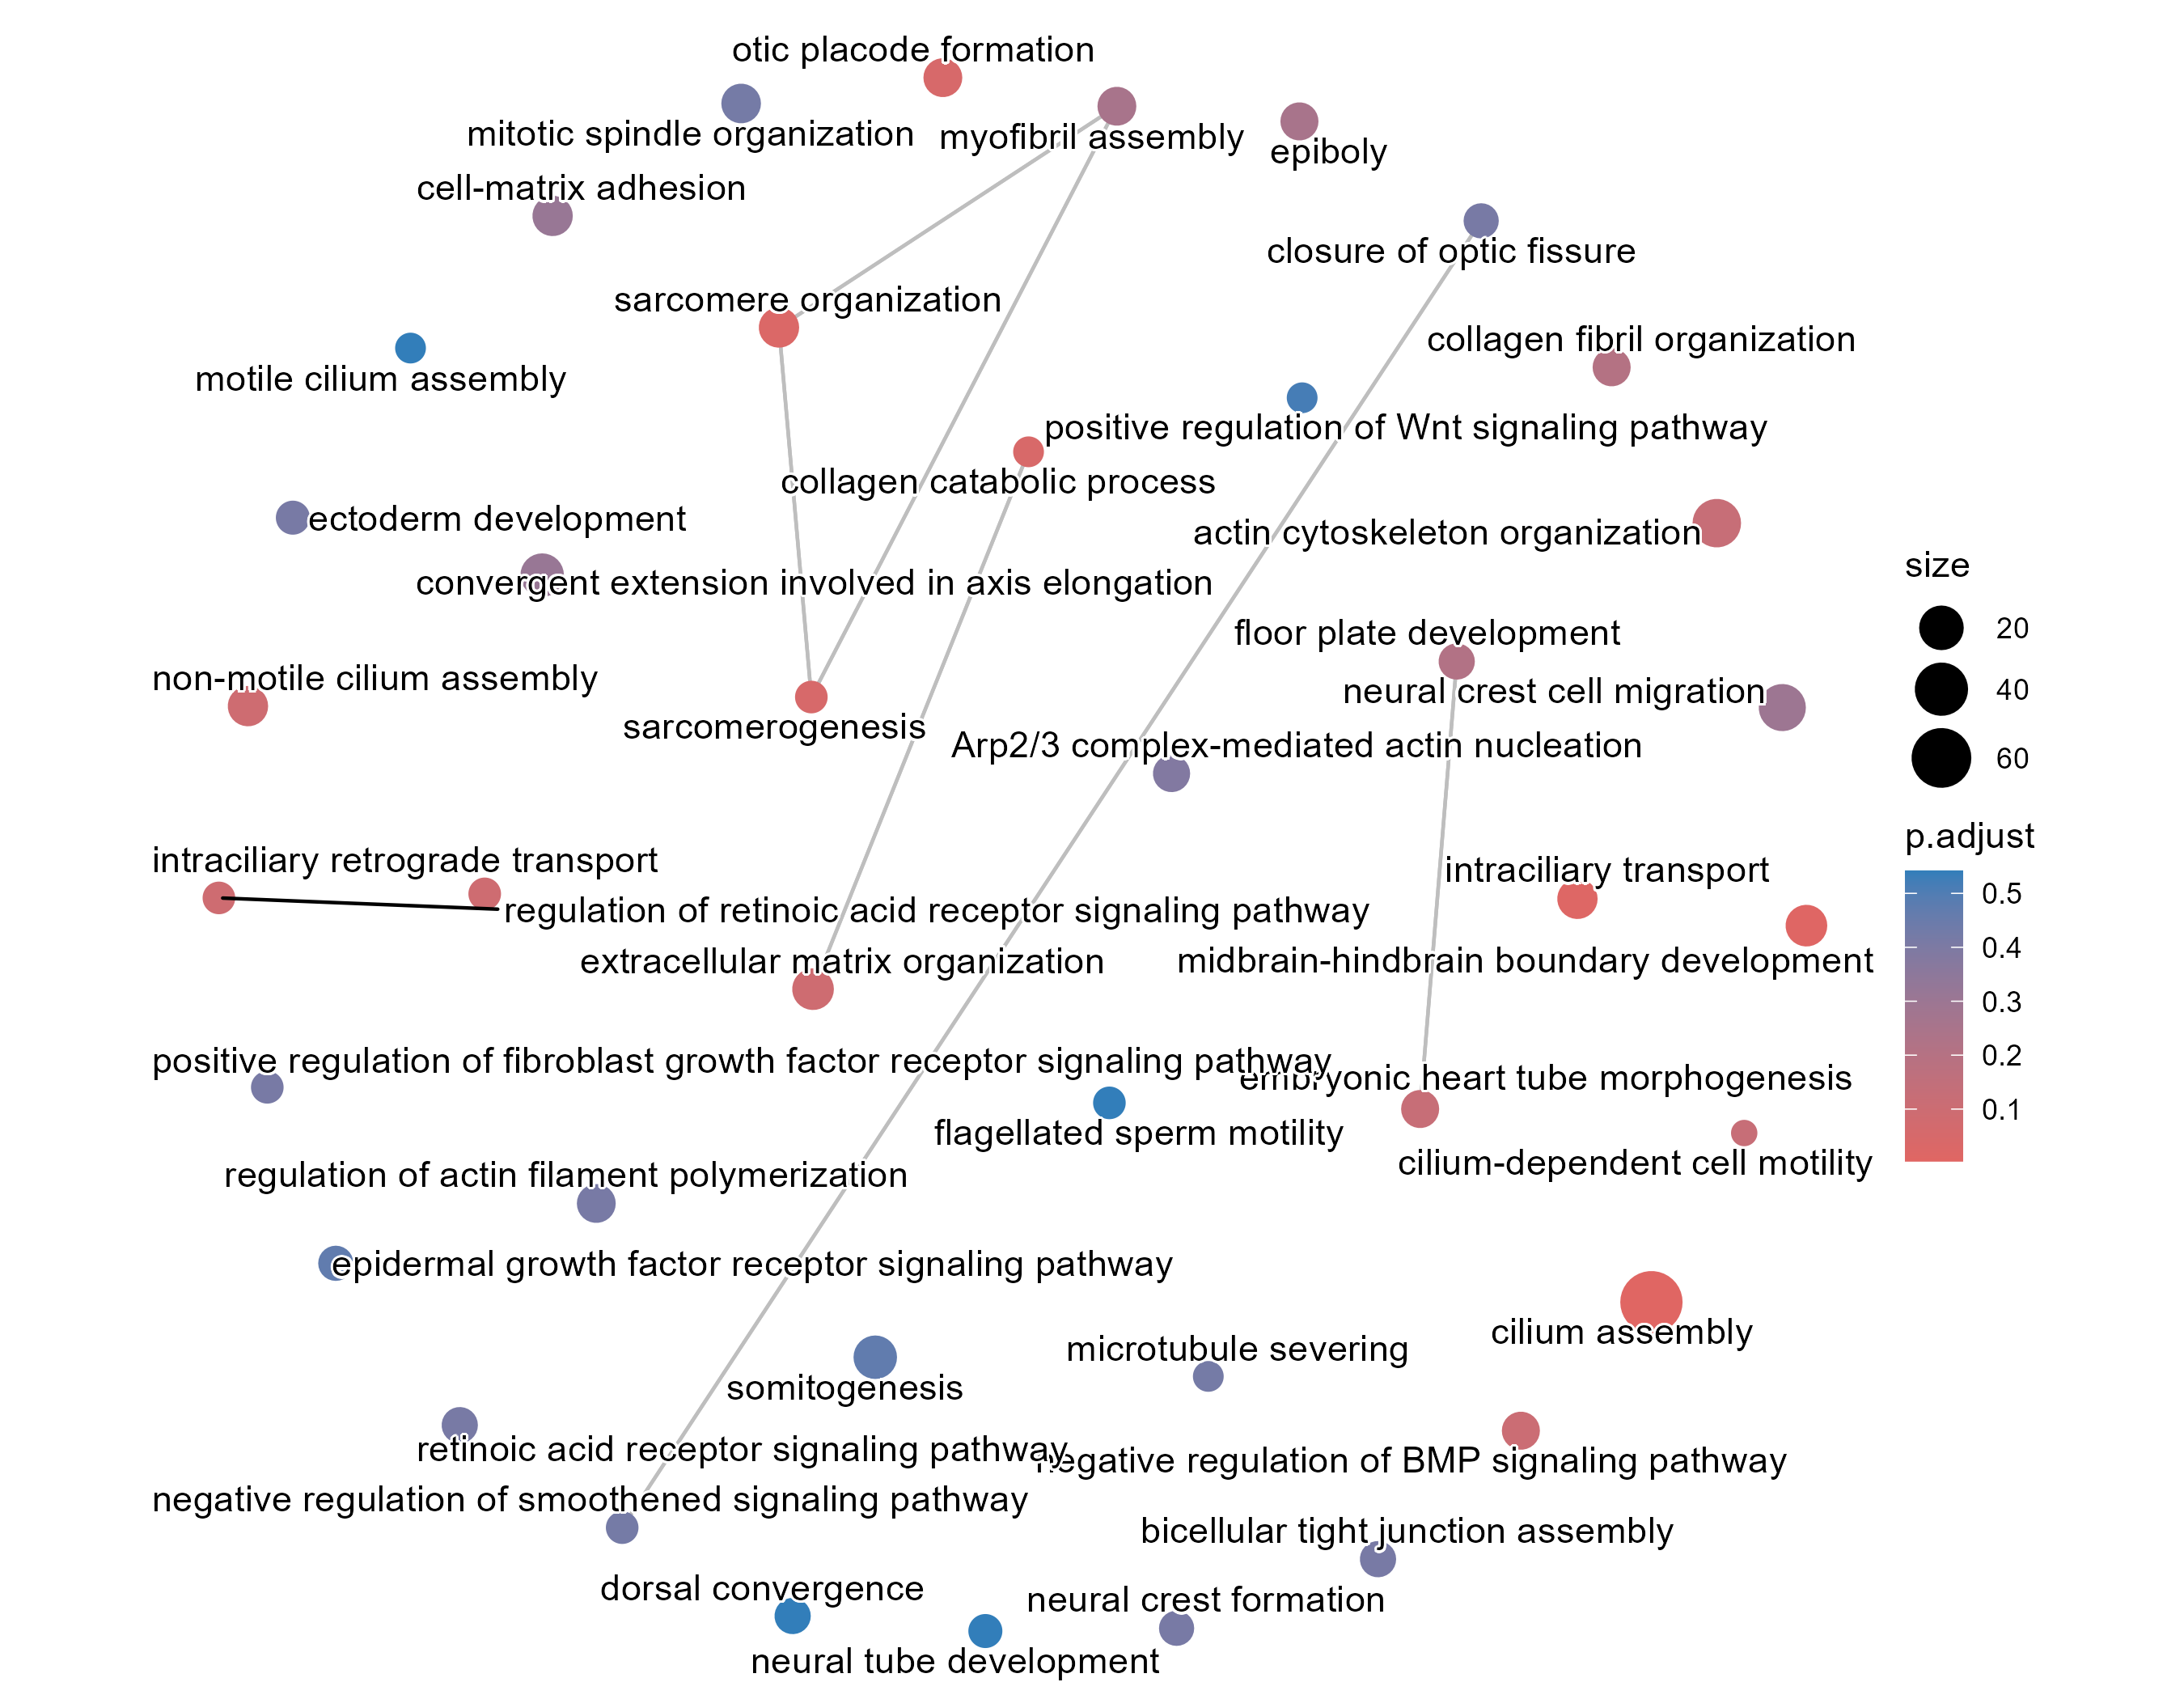 otic placode formation
mitotic spindle organization
myofibril assembly
epiboly
cell-matrix adhesion
closure of optic fissure
sarcomere organization
collagen fibril organization
motile cilium assembly
positive regulation of Wnt signaling pathway
collagen catabolic process
ectoderm development
actin cytoskeleton organization
convergent extension involved in axis elongation
size
20
40
60
floor plate development
non-motile cilium assembly
neural crest cell migration
sarcomerogenesis
Arp2/3 complex-mediated actin nucleation
p.adjust
0.5
0.4
0.3
0.2
0.1
intraciliary retrograde transport
intraciliary transport
regulation of retinoic acid receptor signaling pathway
extracellular matrix organization
midbrain-hindbrain boundary development
positive regulation of fibroblast growth factor receptor signaling pathway
embryonic heart tube morphogenesis
flagellated sperm motility
cilium-dependent cell motility
regulation of actin filament polymerization
epidermal growth factor receptor signaling pathway
cilium assembly
microtubule severing
somitogenesis
retinoic acid receptor signaling pathway
negative regulation of BMP signaling pathway
negative regulation of smoothened signaling pathway
bicellular tight junction assembly
dorsal convergence
neural crest formation
neural tube development